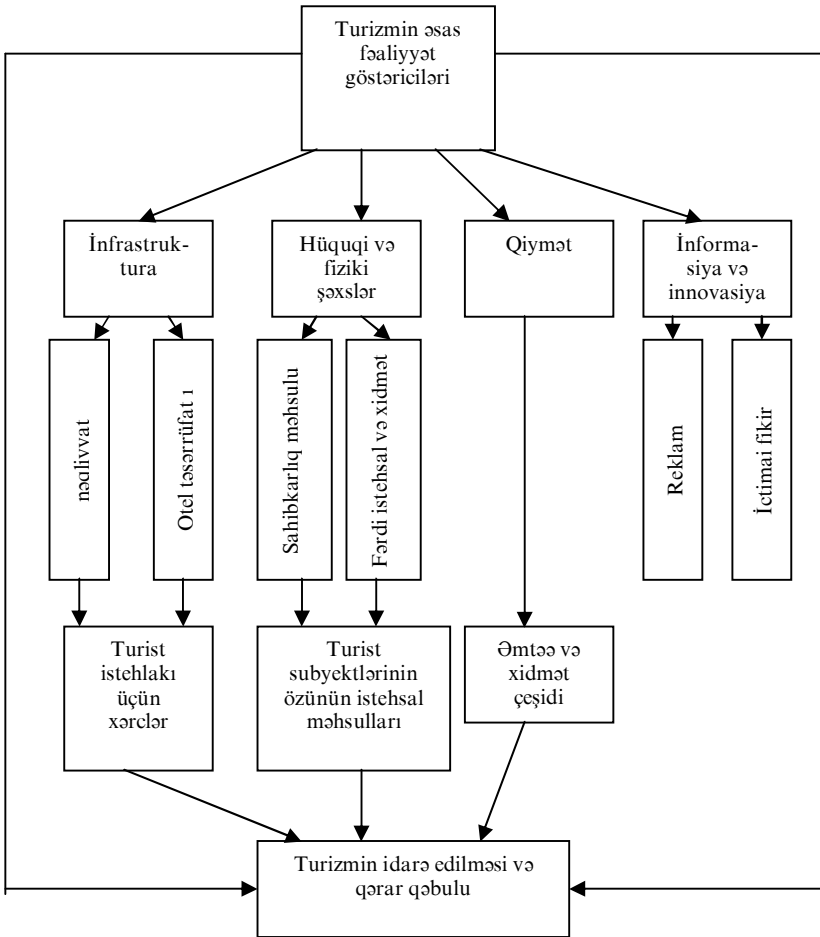 Turizmin əsas
fəaliyyət
göstəriciləri
İnfrastruk-
tura
Hüquqi və
fiziki
şəxslər
Qiymət
İnforma-
siya və
innovasiya
nədlivvat
Otel təsərrüfat ı
Sahibkarlıq məhsulu
Fərdi istehsal və xidmət
Reklam
İctimai fikir
Turist
istehlakı
üçün
xərclər
Turist
subyektlərinin
özünün istehsal
məhsulları
Əmtəə və
xidmət
çeşidi
Turizmin idarə edilməsi və
qərar qəbulu